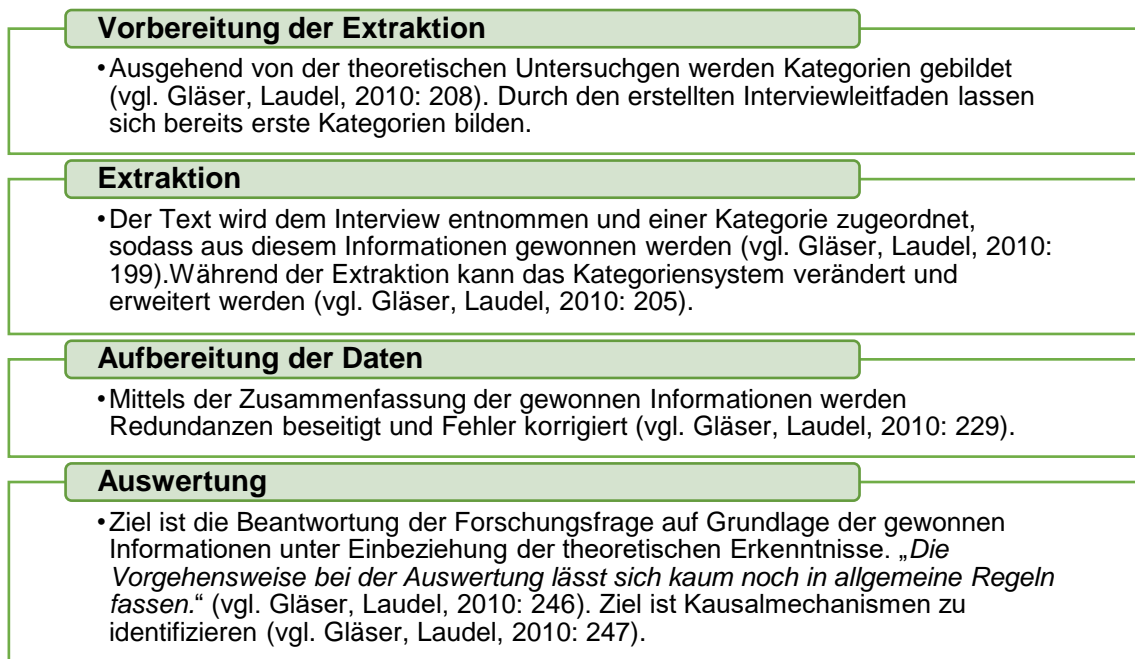 Vorbereitung der Extraktion
•Ausgehend von der theoretischen Untersuchgen werden Kategorien gebildet
(vgl. Gläser, Laudel, 2010: 208). Durch den erstellten Interviewleitfaden lassen
sich bereits erste Kategorien bilden.
Extraktion
•Der Text wird dem Interview entnommen und einer Kategorie zugeordnet,
sodass aus diesem Informationen gewonnen werden (vgl. Gläser, Laudel, 2010:
199).Während der Extraktion kann das Kategoriensystem verändert und
erweitert werden (vgl. Gläser, Laudel, 2010: 205).
Aufbereitung der Daten
•Mittels der Zusammenfassung der gewonnen Informationen werden
Redundanzen beseitigt und Fehler korrigiert (vgl. Gläser, Laudel, 2010: 229).
Auswertung
•Ziel ist die Beantwortung der Forschungsfrage auf Grundlage der gewonnen
Informationen unter Einbeziehung der theoretischen Erkenntnisse. „Die
Vorgehensweise bei der Auswertung lässt sich kaum noch in allgemeine Regeln
fassen.“ (vgl. Gläser, Laudel, 2010: 246). Ziel ist Kausalmechanismen zu
identifizieren (vgl. Gläser, Laudel, 2010: 247).